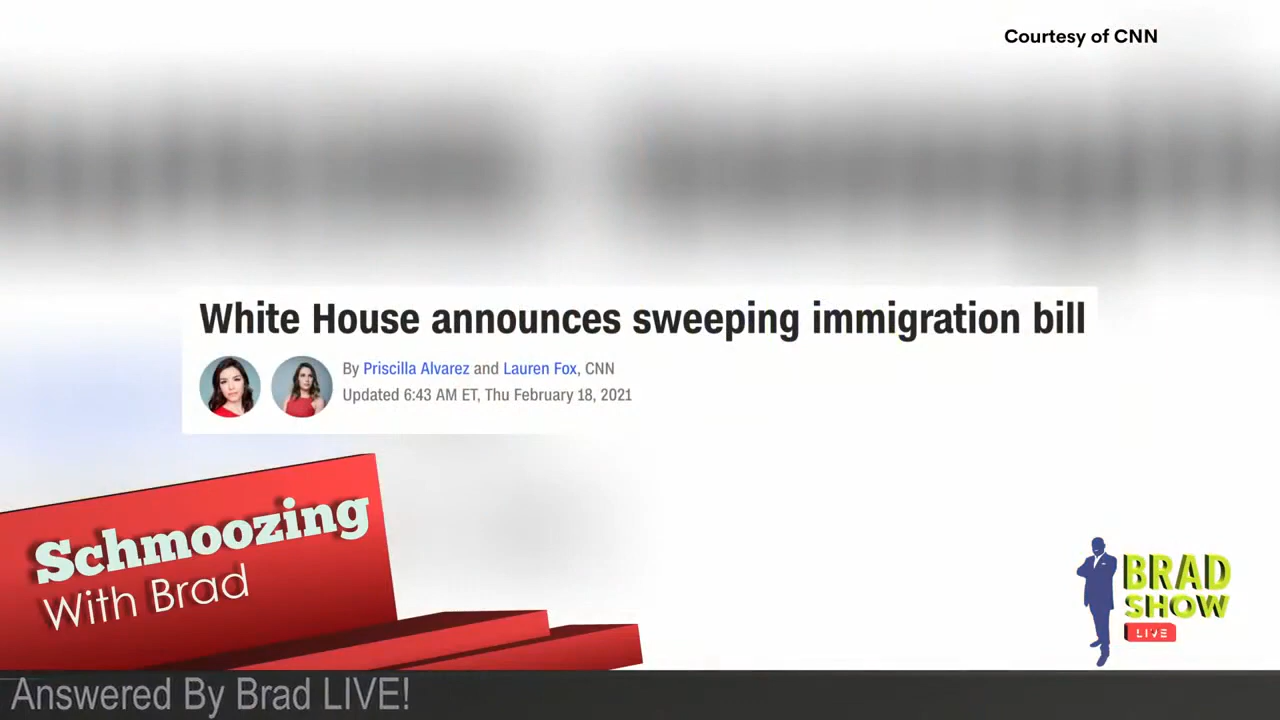 Courtesy of CNN
White House announces sweeping immigration bill
By Priscilla Alvarez and Lauren Fox, CNN
Updated 6:43 AM ET, Thu February 18, 2021
Schmoozing
With Brad
BRAD
SHOW
LIVE
Answered By Brad LIVE!